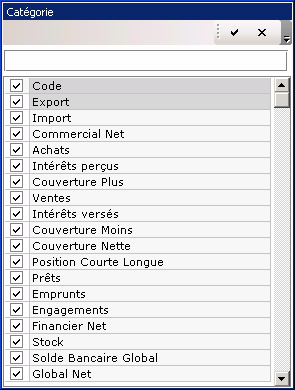 Catégorie
Code
Export
Import
Commercial Net
Achats
Intérêts perçus
Couverture Plus
Ventes
Intérêts versés
Couverture Moins
Couverture Nette
Position Courte Longue
Prêts
Emprunts
Engagements
Financier Net
Stock
Solde Bancaire Global
Global Net